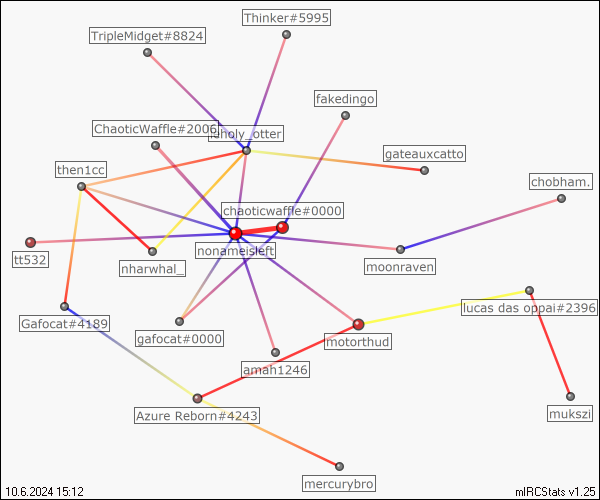 Thinker#5995
TripleMidget#8824
fakedingo
ChaoticWaffle#2006
gateauxcatto
then1cc
chobham.
chaoticwaffle#0000
nonameisleft
tt532
nharwhal_
moonraven
lucas das oppai#2396
Gafocat#4189
gafocat#0000
motorthud
aman1246
mukszi
Azure Reborn#4243
mercurybro
10.6.2024 15:12
mIRCStats v1.25